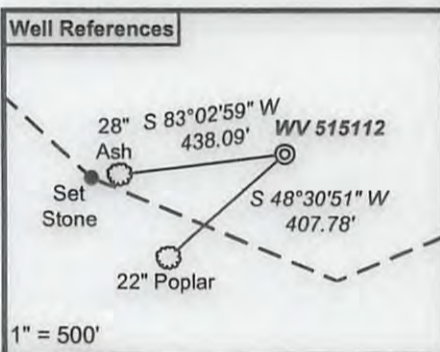 Well References
28" S 83°02'59" W
Ash 438.09'
WV 515112
Set
Stone
S 48°30'51" W
407.78'
22" Poplar
1" = 500'